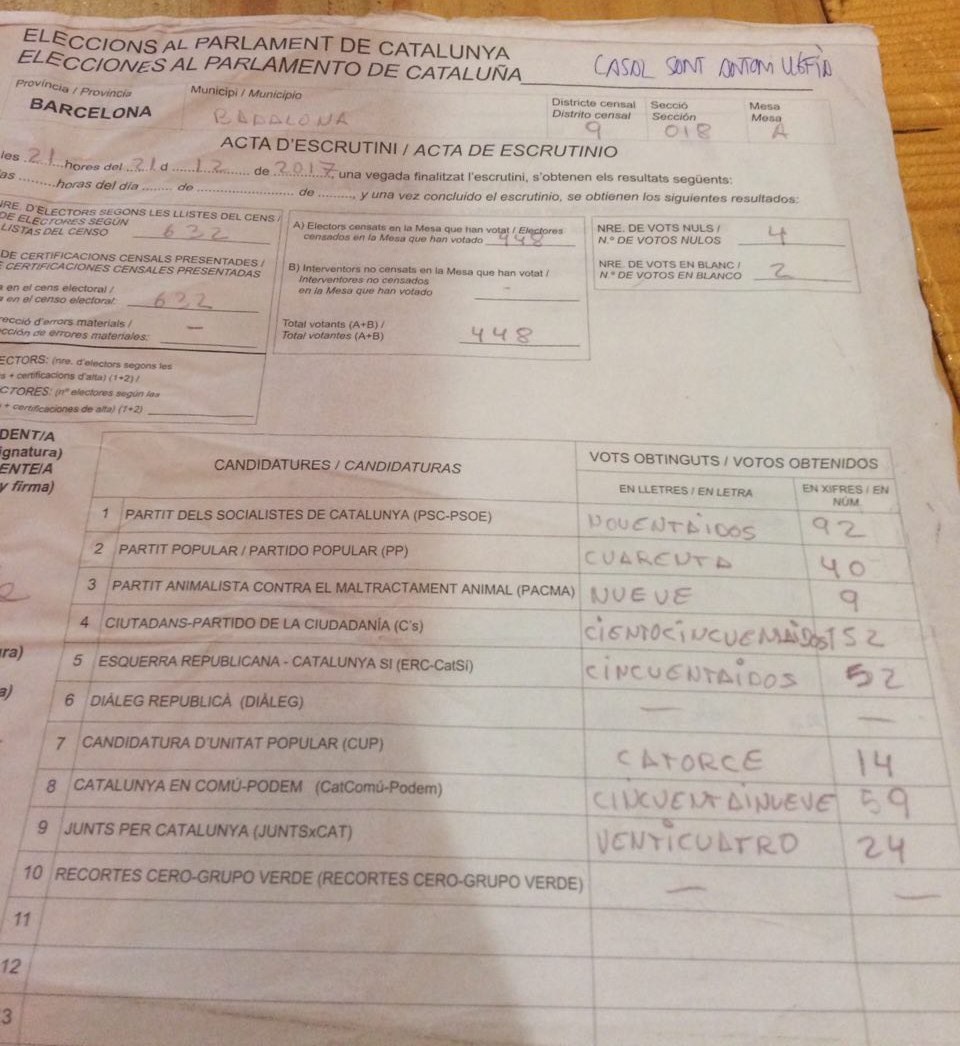 ELECCIONS AL PARLAMENT DE CATALUNYA
ELECCIONES AL PARLAMENTO DE CATALUÑA
CASAL SANT ANTONI
Província / Provincia
BARCELONA
Municipi / Municipio
BADALONA
Districte censal
Distrito censal
9
Secció
Sección
018
Mesa
Mesa
A
ACTA D'ESCRUTINI / ACTA DE ESCRUTINIO
les 21 hores del 21 d 12 de 2017, una vegada finalitzat l'escrutini, s'obtenen els resultats següents:
las ........ horas del día ........ de ........ de ........ y una vez concluido el escrutinio, se obtienen los siguientes resultados:
NRE. D'ELECTORS SEGONS LES LLISTES DEL CENS /
DE ELECTORES SEGÚN
LISTAS DEL CENSO 632
DE CERTIFICACIONS CENSALS PRESENTADES /
E CERTIFICACIONES CENSALES PRESENTADAS
a en el cens electoral /
a en el censo electoral: 632
recció d'errors materials /
cción de errores materiales: —
ECTORS: (nre. d'electors segons les
s + certificacions d'alta) (1+2) /
CTORES: (nº electores según las
+ certificaciones de alta) (1+2)
A) Electors censats en la Mesa que han votat / Electores
censados en la Mesa que han votado 448
B) Interventors no censats en la Mesa que han votat /
Interventores no censados
en la Mesa que han votado -
Total votants (A+B) /
Total votantes (A+B) 448
NRE. DE VOTS NULS /
N.º DE VOTOS NULOS 4
NRE. DE VOTS EN BLANC /
N.º DE VOTOS EN BLANCO 2
DENT/A
ignatura)
ENTE/A
y firma)
ra)
a)
CANDIDATURES / CANDIDATURAS
VOTS OBTINGUTS / VOTOS OBTENIDOS
EN LLETRES / EN LETRA
EN XIFRES / EN
NÚM.
1 PARTIT DELS SOCIALISTES DE CATALUNYA (PSC-PSOE) NOVENTAIDOS 92
2 PARTIT POPULAR / PARTIDO POPULAR (PP) CUARENTA 40
3 PARTIT ANIMALISTA CONTRA EL MALTRACTAMENT ANIMAL (PACMA) NUEVE 9
4 CIUTADANS-PARTIDO DE LA CIUDADANÍA (C's) CIENTOCINCUENTAIDOS 152
5 ESQUERRA REPUBLICANA - CATALUNYA SÍ (ERC-CatSí) CINCUENTAIDOS 52
6 DIÀLEG REPUBLICÀ (DIÀLEG) — —
7 CANDIDATURA D'UNITAT POPULAR (CUP) CATORCE 14
8 CATALUNYA EN COMÚ-PODEM (CatComú-Podem) CINCUENTAINUEVE 59
9 JUNTS PER CATALUNYA (JUNTSxCAT) VENTICUATRO 24
10 RECORTES CERO-GRUPO VERDE (RECORTES CERO-GRUPO VERDE) — —
11
12
3